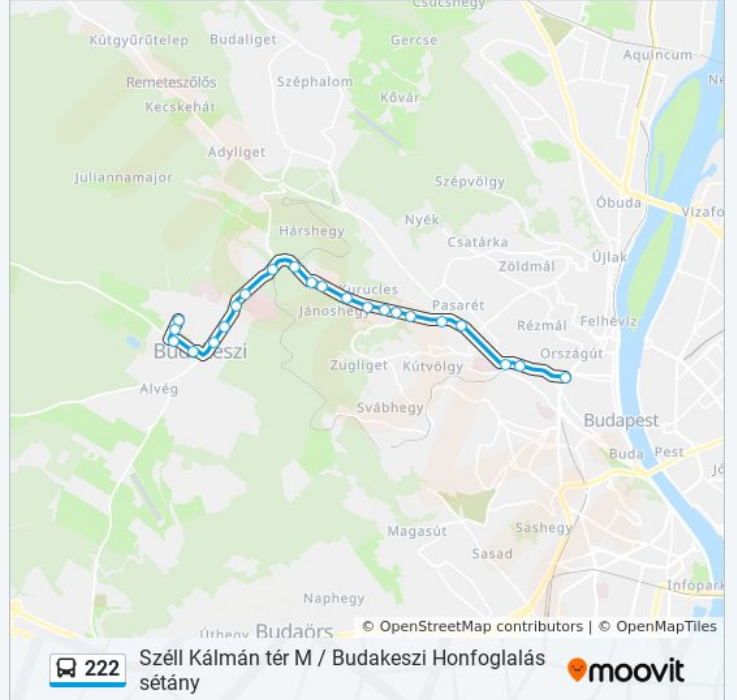 Csúcshegy
Kútgyűrűtelep
Budaliget
Gercse
Aquincum
Remeteszőlős
Széphalom
Kecskehát
Kővár
Adyliget
Juliannamajor
Szépvölgy
Óbuda
Nyék
Vízafo
Hárshegy
Csatárka
Zöldmál
Újlak
Kurucles
Jánoshegy
Pasarét
Rézmál
Felhévíz
Budakeszi
Országút
Zugliget
Kútvölgy
Alvég
Svábhegy
Budapest
Buda
Pest
Magasút
Sashegy
Sasad
Infopark
Naphegy
Úthegy
Budaörs
© OpenStreetMap contributors | © OpenMapTiles
222
Széll Kálmán tér M / Budakeszi Honfoglalás
sétány
moovit